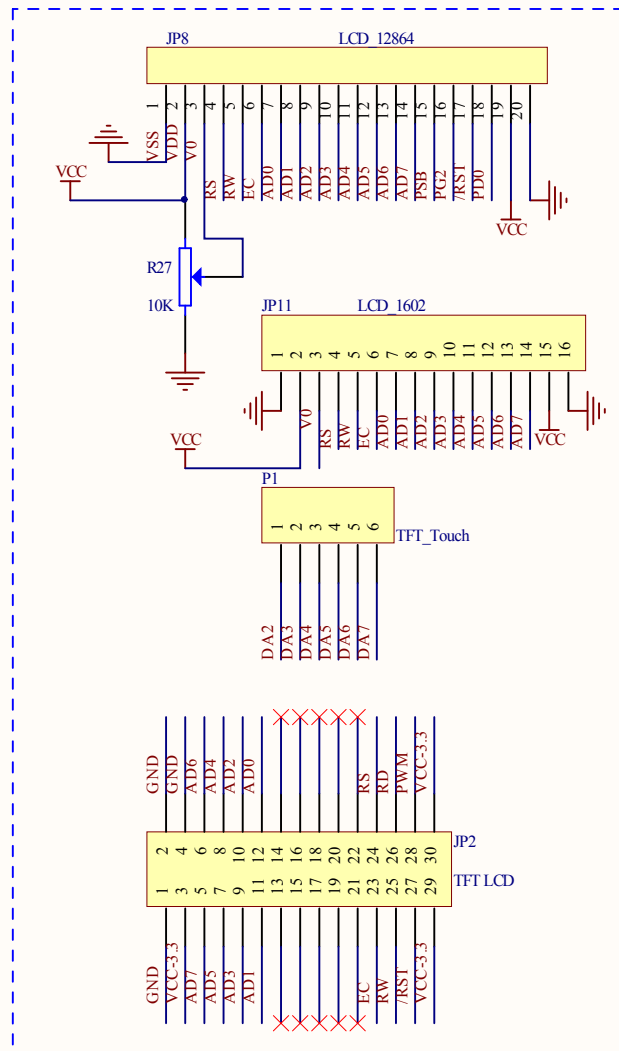 JP8 LCD_12864
1 2 3 4 5 6 7 8 9 10 11 12 13 14 15 16 17 18 19 20
VSS VDD V0 RS RW EC AD0 AD1 AD2 AD3 AD4 AD5 AD6 AD7 PSB PG2 /RST PD0
VCC
VCC
R27
10K
JP11 LCD_1602
1 2 3 4 5 6 7 8 9 10 11 12 13 14 15 16
V0 RS RW EC AD0 AD1 AD2 AD3 AD4 AD5 AD6 AD7 VCC
VCC
P1
1 2 3 4 5 6
TFT_Touch
DA2 DA3 DA4 DA5 DA6 DA7
GND GND AD6 AD4 AD2 AD0 RS RD PWM VCC-3.3
2 4 6 8 10 12 14 16 18 20 22 24 26 28 30
JP2
1 3 5 7 9 11 13 15 17 19 21 23 25 27 29
TFT LCD
GND VCC-3.3 AD7 AD5 AD3 AD1 EC RW /RST VCC-3.3